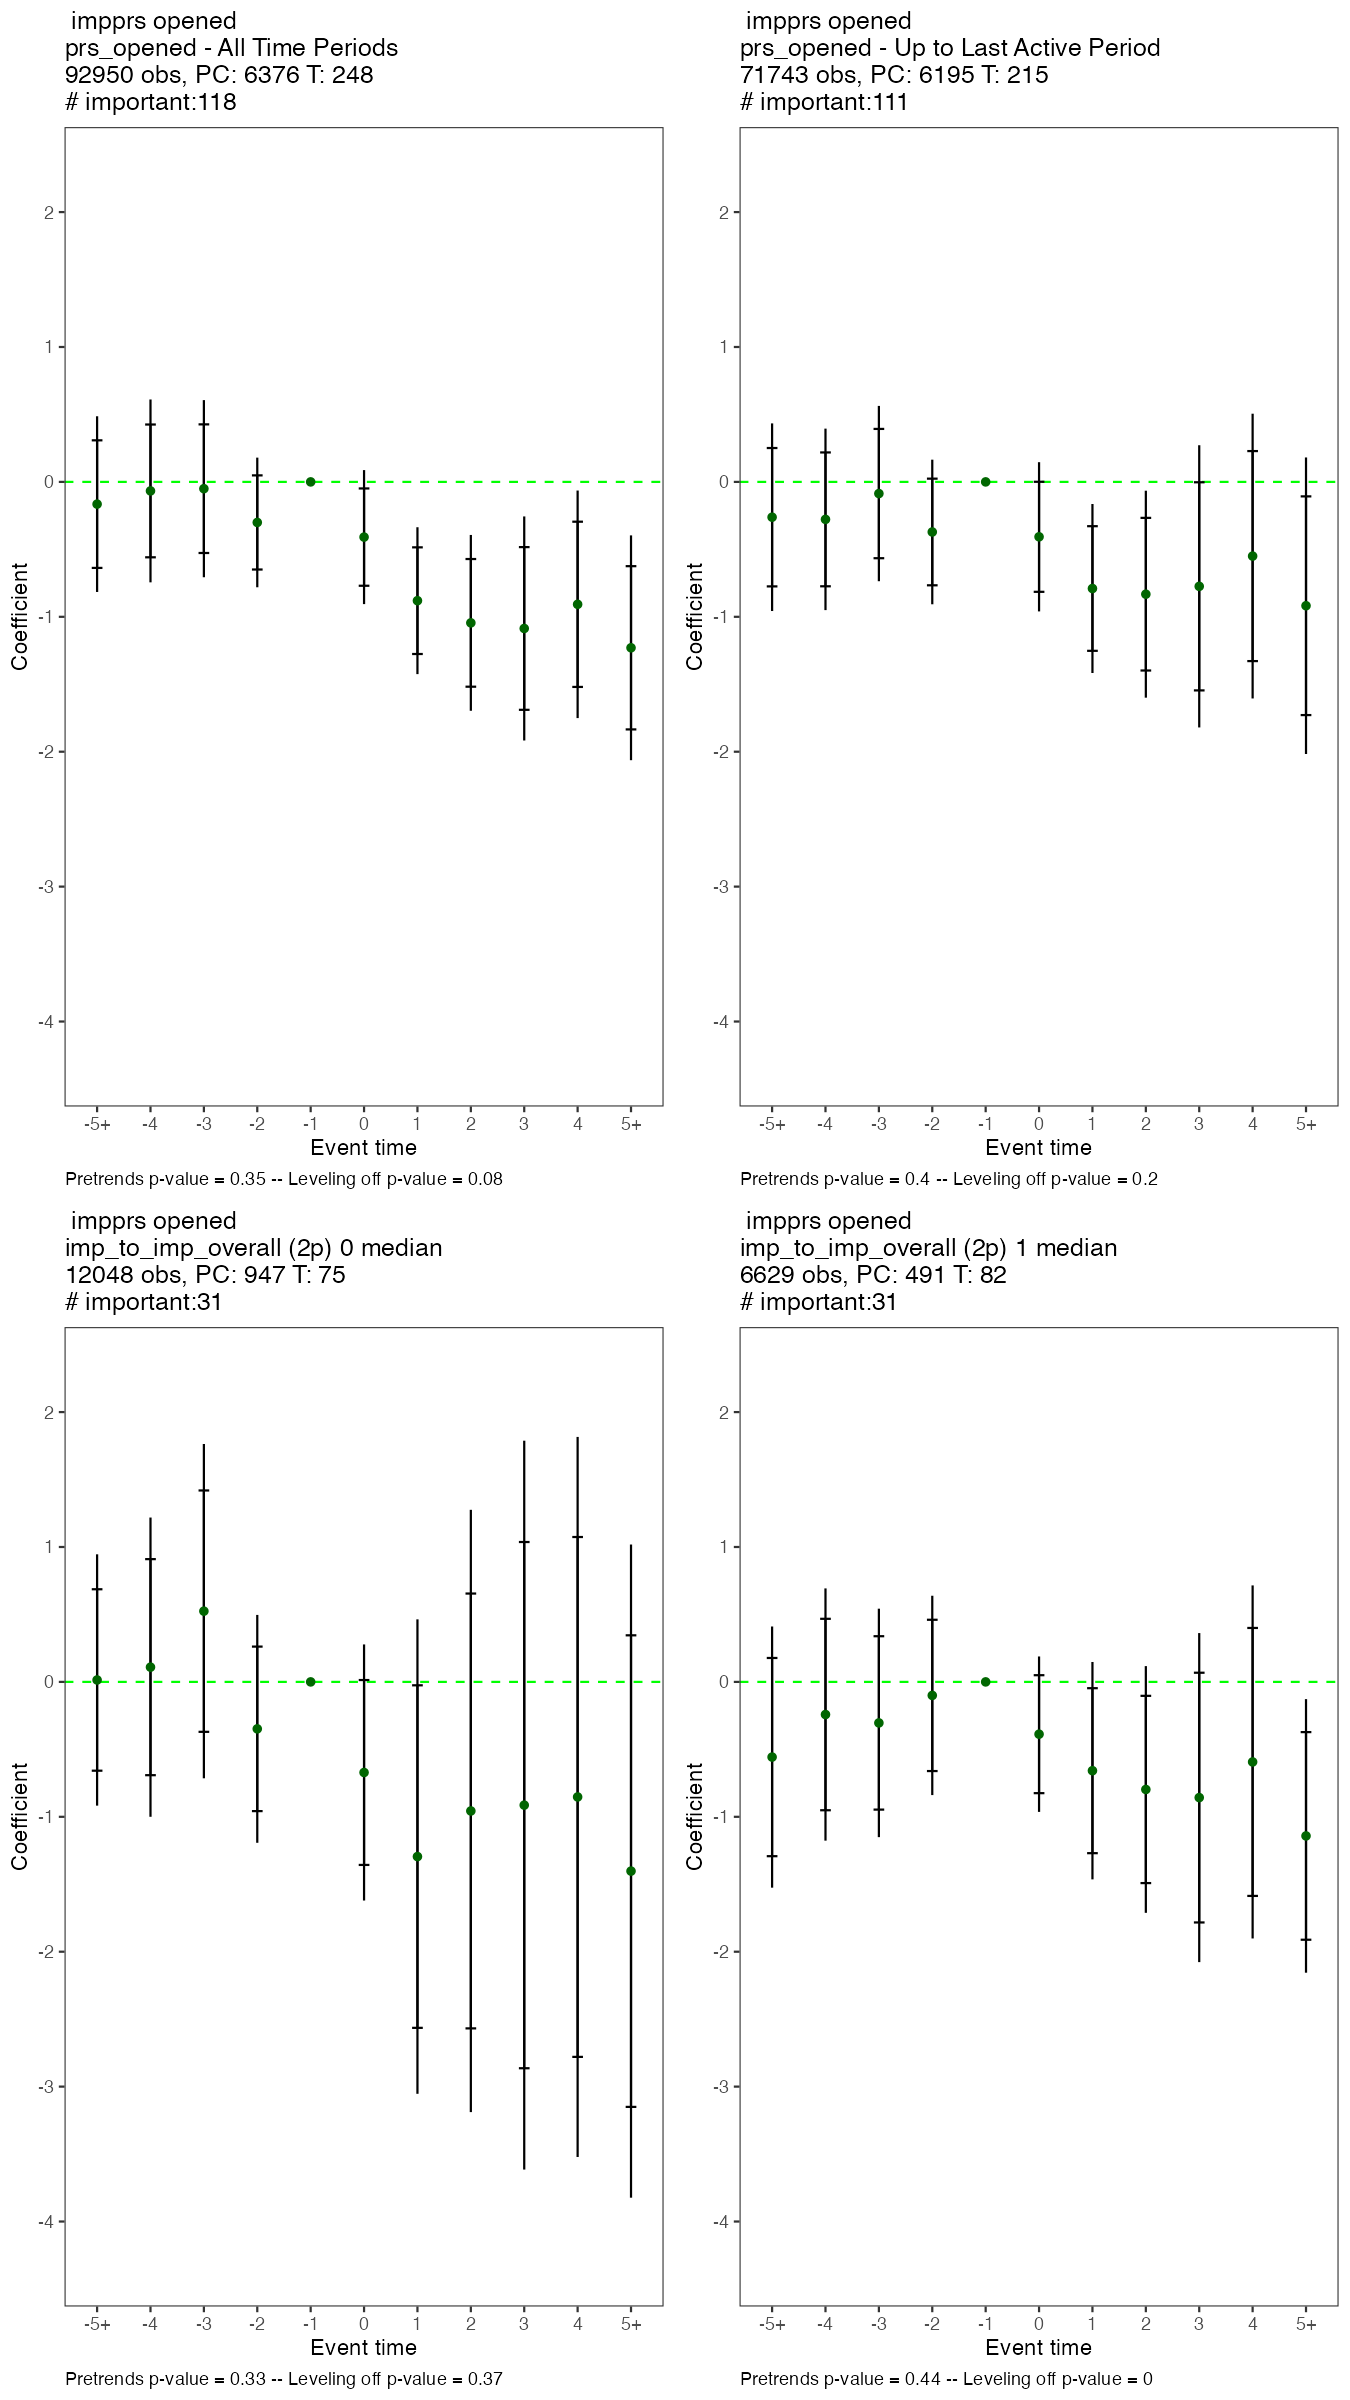 impprs opened
prs_opened - All Time Periods
92950 obs, PC: 6376 T: 248
# important:118
2
1
0
-1
-2
-3
-4
Coefficient
-5+ -4 -3 -2 -1 0 1 2 3 4 5+
Event time
Pretrends p-value = 0.35 -- Leveling off p-value = 0.08
impprs opened
prs_opened - Up to Last Active Period
71743 obs, PC: 6195 T: 215
# important:111
2
1
0
-1
-2
-3
-4
Coefficient
-5+ -4 -3 -2 -1 0 1 2 3 4 5+
Event time
Pretrends p-value = 0.4 -- Leveling off p-value = 0.2
impprs opened
imp_to_imp_overall (2p) 0 median
12048 obs, PC: 947 T: 75
# important:31
2
1
0
-1
-2
-3
-4
Coefficient
-5+ -4 -3 -2 -1 0 1 2 3 4 5+
Event time
Pretrends p-value = 0.33 -- Leveling off p-value = 0.37
impprs opened
imp_to_imp_overall (2p) 1 median
6629 obs, PC: 491 T: 82
# important:31
2
1
0
-1
-2
-3
-4
Coefficient
-5+ -4 -3 -2 -1 0 1 2 3 4 5+
Event time
Pretrends p-value = 0.44 -- Leveling off p-value = 0